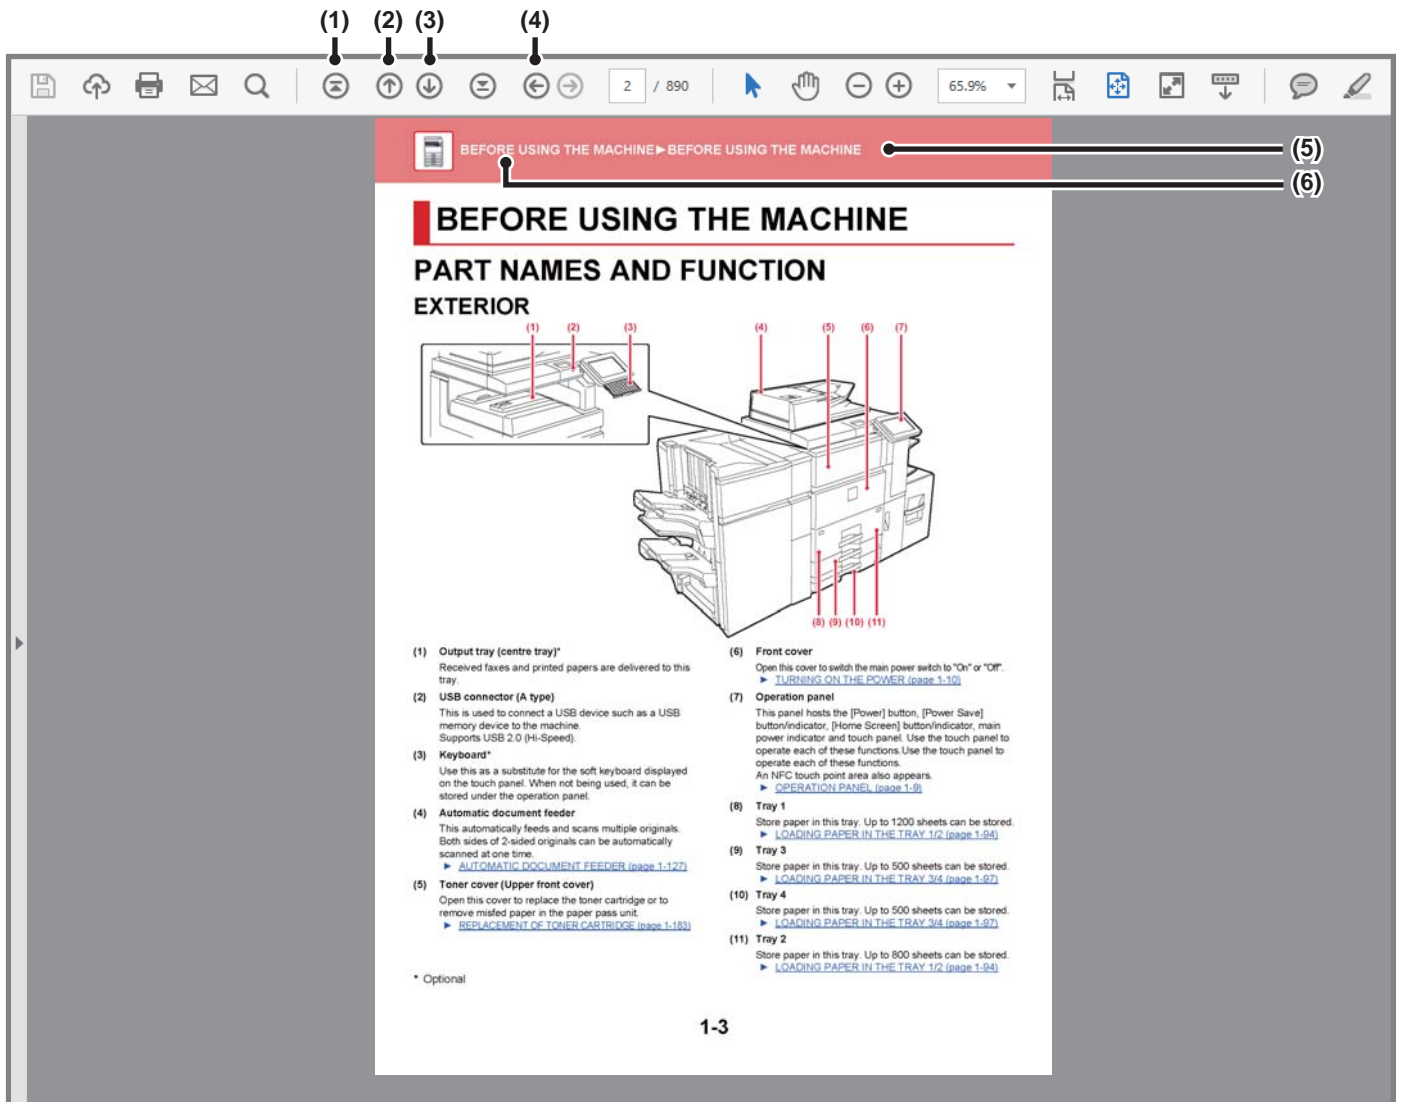 (1) (2) (3) (4)
2 / 890 65.9%
BEFORE USING THE MACHINE►BEFORE USING THE MACHINE
(5)
(6)
BEFORE USING THE MACHINE
PART NAMES AND FUNCTION
EXTERIOR
(1) (2) (3) (4) (5) (6) (7)
(8) (9) (10) (11)
(1) Output tray (centre tray)*
Received faxes and printed papers are delivered to this
tray.
(2) USB connector (A type)
This is used to connect a USB device such as a USB
memory device to the machine.
Supports USB 2.0 (Hi-Speed).
(3) Keyboard*
Use this as a substitute for the soft keyboard displayed
on the touch panel. When not being used, it can be
stored under the operation panel.
(4) Automatic document feeder
This automatically feeds and scans multiple originals.
Both sides of 2-sided originals can be automatically
scanned at one time.
► AUTOMATIC DOCUMENT FEEDER (page 1-127)
(5) Toner cover (Upper front cover)
Open this cover to replace the toner cartridge or to
remove misfed paper in the paper pass unit.
► REPLACEMENT OF TONER CARTRIDGE (page 1-183)
* Optional
(6) Front cover
Open this cover to switch the main power switch to "On" or "Off".
► TURNING ON THE POWER (page 1-10)
(7) Operation panel
This panel hosts the [Power] button, [Power Save]
button/indicator, [Home Screen] button/indicator, main
power indicator and touch panel. Use the touch panel to
operate each of these functions.Use the touch panel to
operate each of these functions.
An NFC touch point area also appears.
► OPERATION PANEL (page 1-9)
(8) Tray 1
Store paper in this tray. Up to 1200 sheets can be stored.
► LOADING PAPER IN THE TRAY 1/2 (page 1-94)
(9) Tray 3
Store paper in this tray. Up to 500 sheets can be stored.
► LOADING PAPER IN THE TRAY 3/4 (page 1-97)
(10) Tray 4
Store paper in this tray. Up to 500 sheets can be stored.
► LOADING PAPER IN THE TRAY 3/4 (page 1-97)
(11) Tray 2
Store paper in this tray. Up to 800 sheets can be stored.
► LOADING PAPER IN THE TRAY 1/2 (page 1-94)
1-3